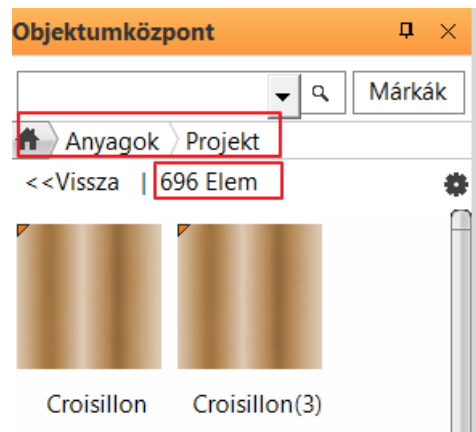 Objektumközpont
Márkák
Anyagok Projekt
<<Vissza | 696 Elem
Croisillon Croisillon(3)